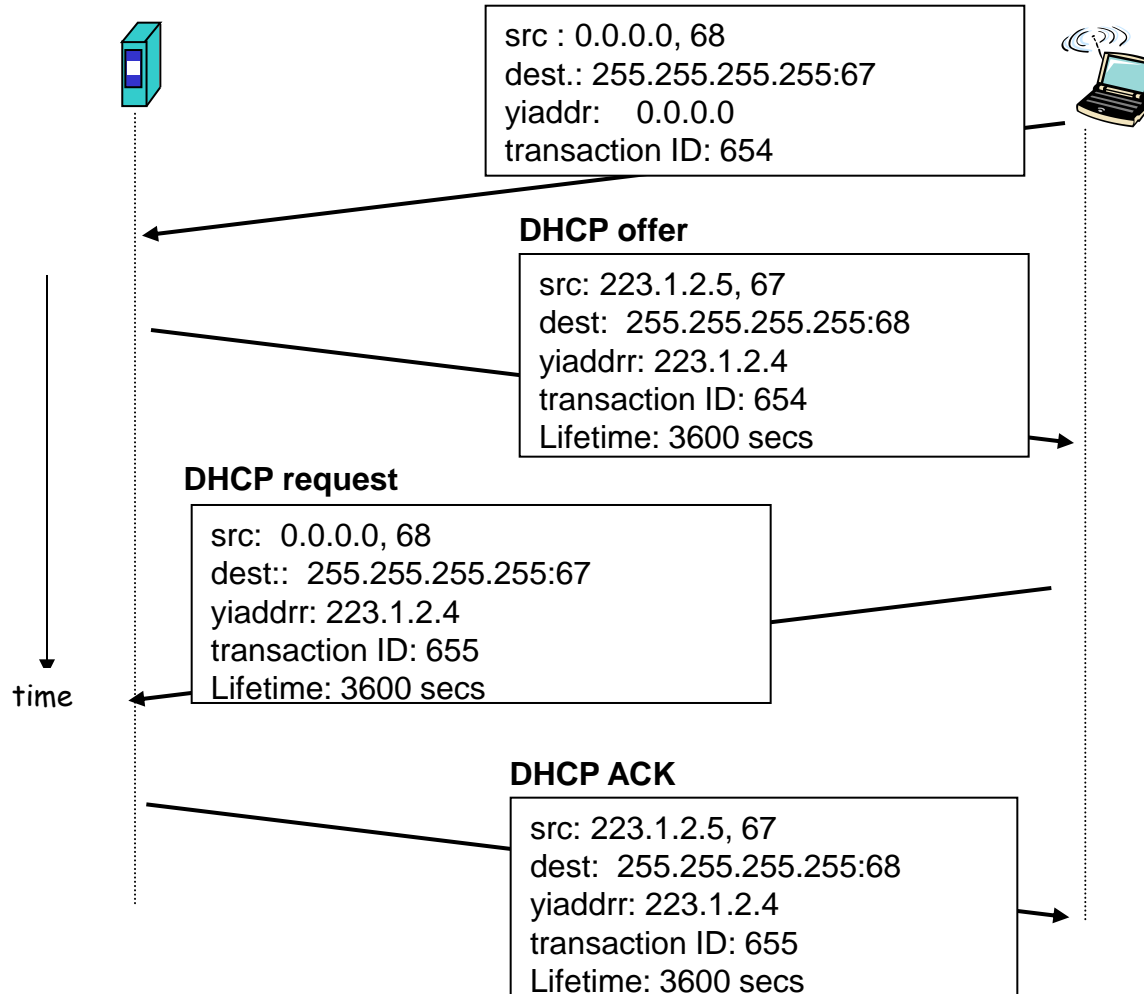 src : 0.0.0.0, 68
dest.: 255.255.255.255:67
yiaddr: 0.0.0.0
transaction ID: 654
DHCP offer
src: 223.1.2.5, 67
dest: 255.255.255.255:68
yiaddrr: 223.1.2.4
transaction ID: 654
Lifetime: 3600 secs
DHCP request
src: 0.0.0.0, 68
dest:: 255.255.255.255:67
yiaddrr: 223.1.2.4
transaction ID: 655
Lifetime: 3600 secs
time
DHCP ACK
src: 223.1.2.5, 67
dest: 255.255.255.255:68
yiaddrr: 223.1.2.4
transaction ID: 655
Lifetime: 3600 secs